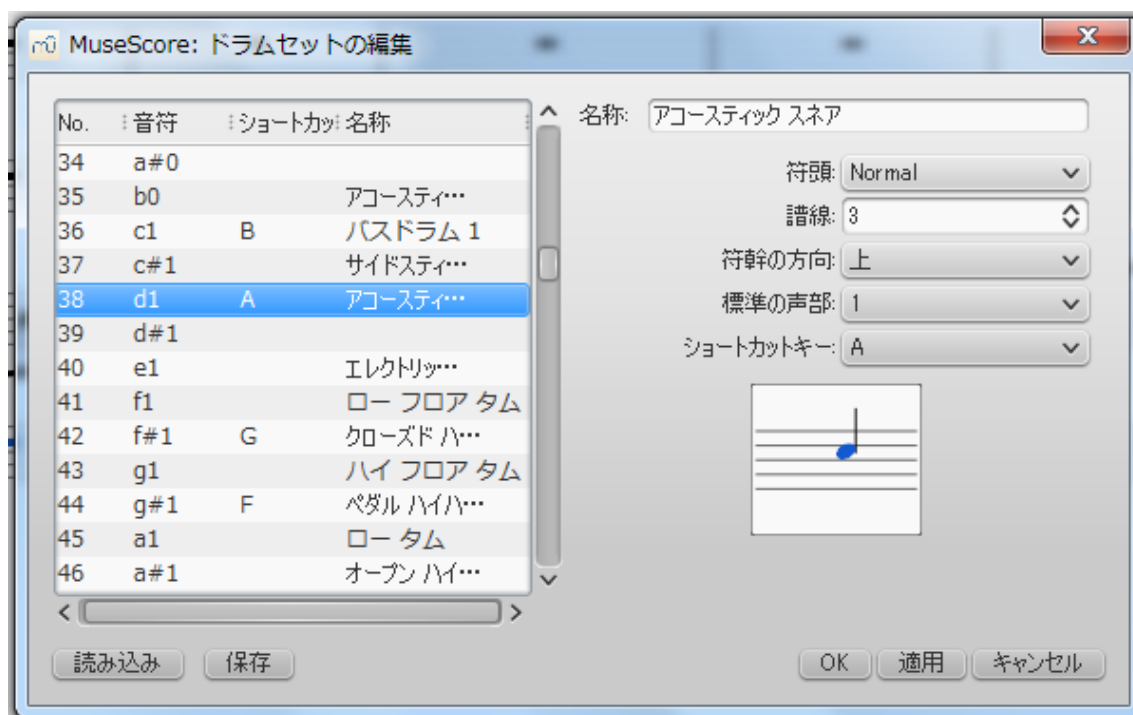 MuseScore: ドラムセットの編集
No. 音符 ショートカッ 名称
34 a#0
35 b0 アコースティ…
36 c1 B バスドラム 1
37 c#1 サイドスティ…
38 d1 A アコースティ…
39 d#1
40 e1 エレクトリッ…
41 f1 ロー フロア タム
42 f#1 G クローズド ハ…
43 g1 ハイ フロア タム
44 g#1 F ペダル ハイハ…
45 a1 ロー タム
46 a#1 オープン ハイ…
名称: アコースティック スネア
符頭: Normal
譜線: 3
符幹の方向: 上
標準の声部: 1
ショートカットキー: A
読み込み 保存 OK 適用 キャンセル